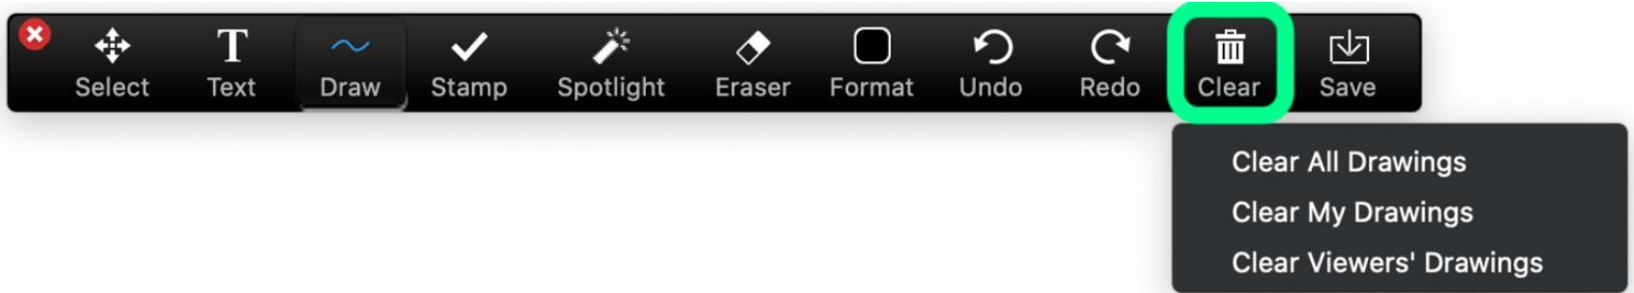 Select Text Draw Stamp Spotlight Eraser Format Undo Redo Clear Save
Clear All Drawings
Clear My Drawings
Clear Viewers' Drawings